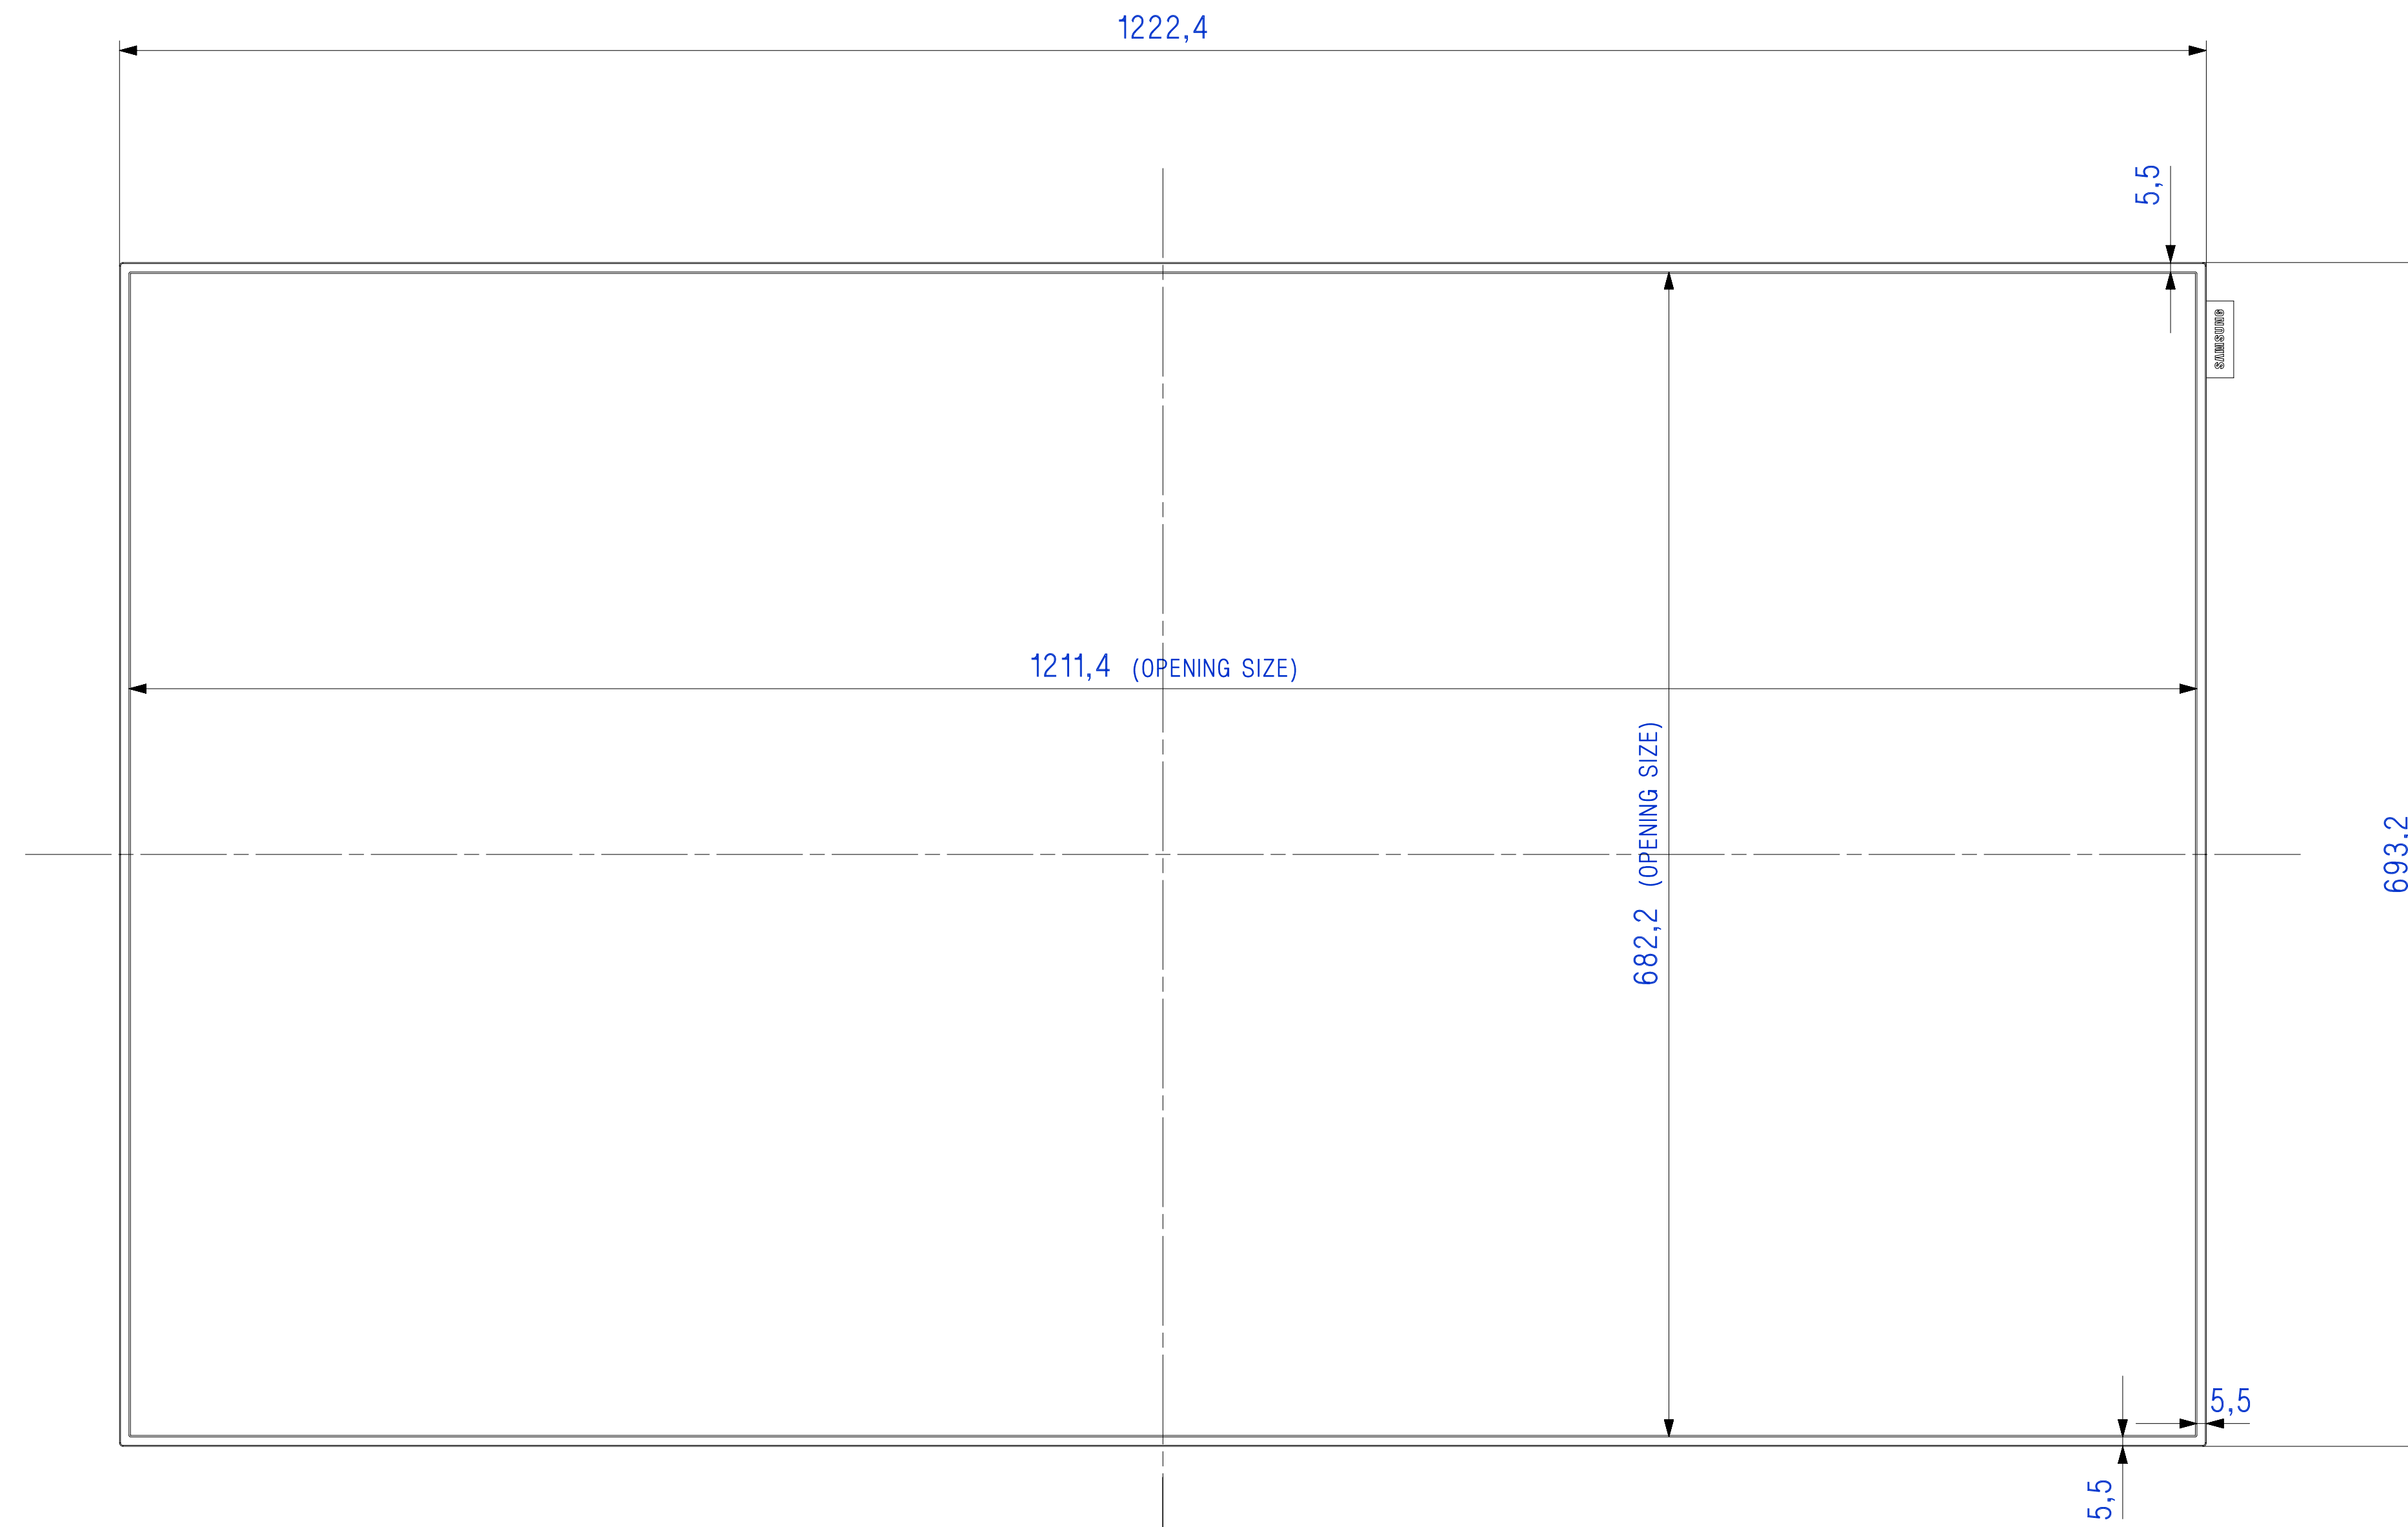 1222,4
5,5
SAMSUNG
1211,4 (OPENING SIZE)
682,2 (OPENING SIZE)
693,2
5,5
5,5